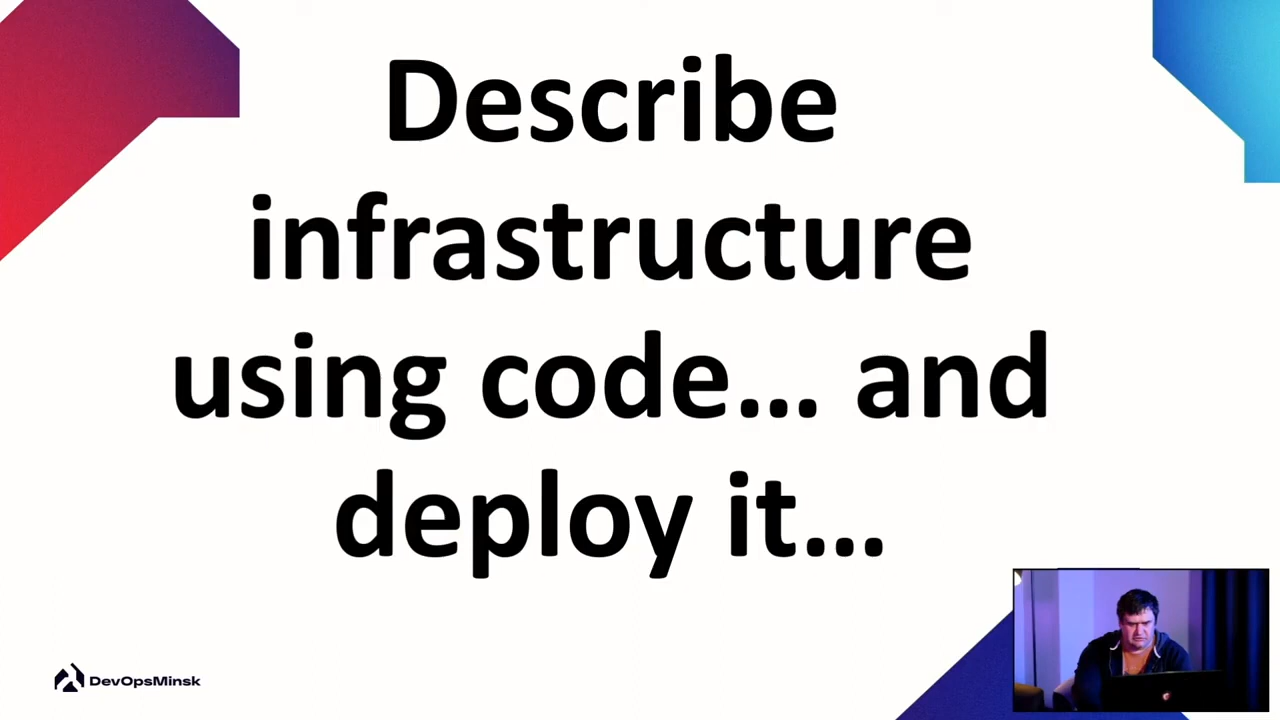 Describe
infrastructure
using code... and
deploy it...
DevOpsMinsk